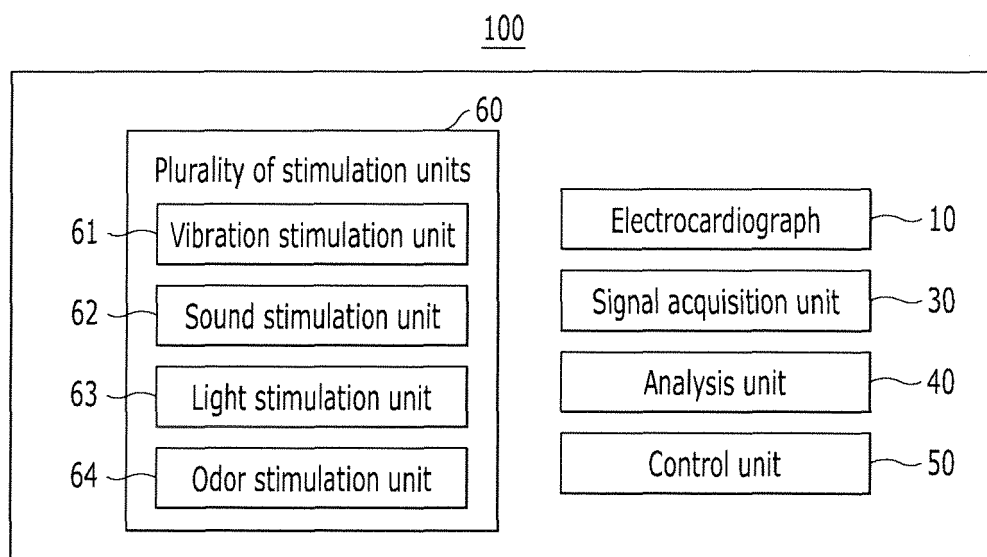 100
60
Plurality of stimulation units
61 Vibration stimulation unit
62 Sound stimulation unit
63 Light stimulation unit
64 Odor stimulation unit
Electrocardiograph 10
Signal acquisition unit 30
Analysis unit 40
Control unit 50